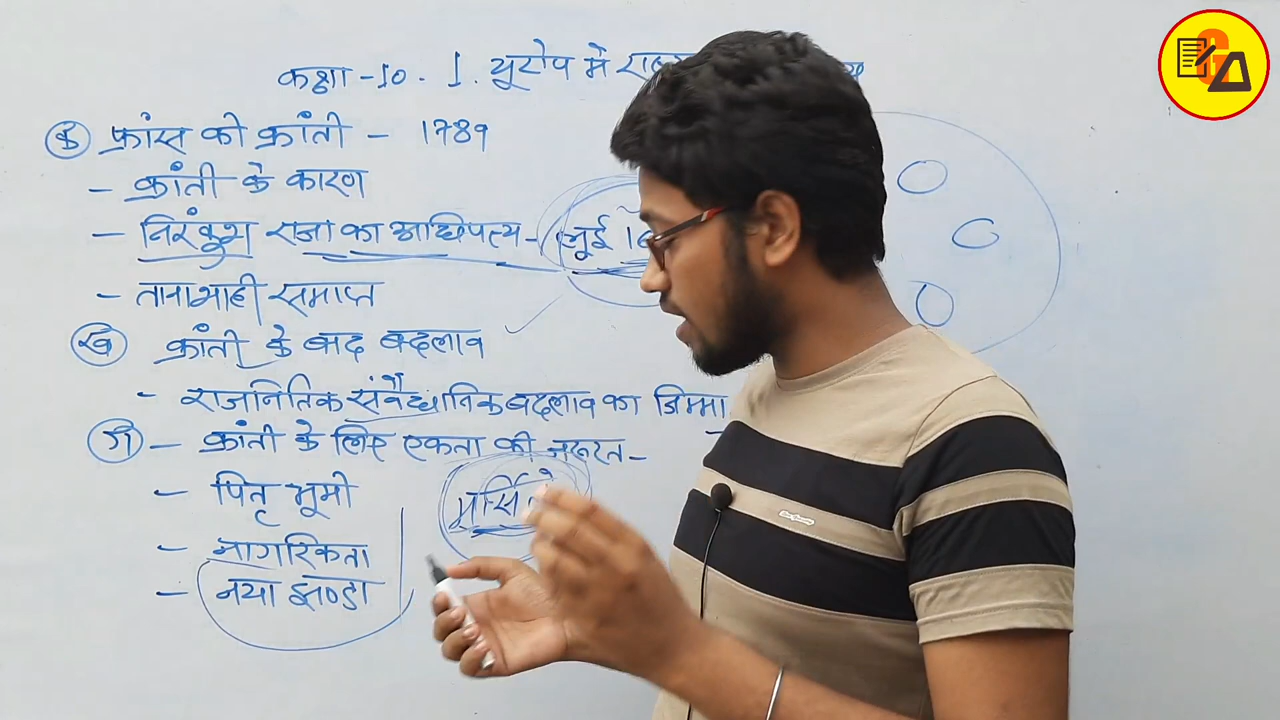 कक्षा -10. 1. यूरोप में
क फ्रांस की क्रांती - 1789
- क्रांती के कारण
- निरंकुश राजा का आधिपत्य - लुई
- तानाशाही समाप्त
ख क्रांती के बाद बदलाव
- राजनितिक संवैधानिक बदलाव का जिम्मा
ग - क्रांती के लिए एकता की जरूरत -
- पितृ भूमी
- नागरिकता
- नया झण्डा